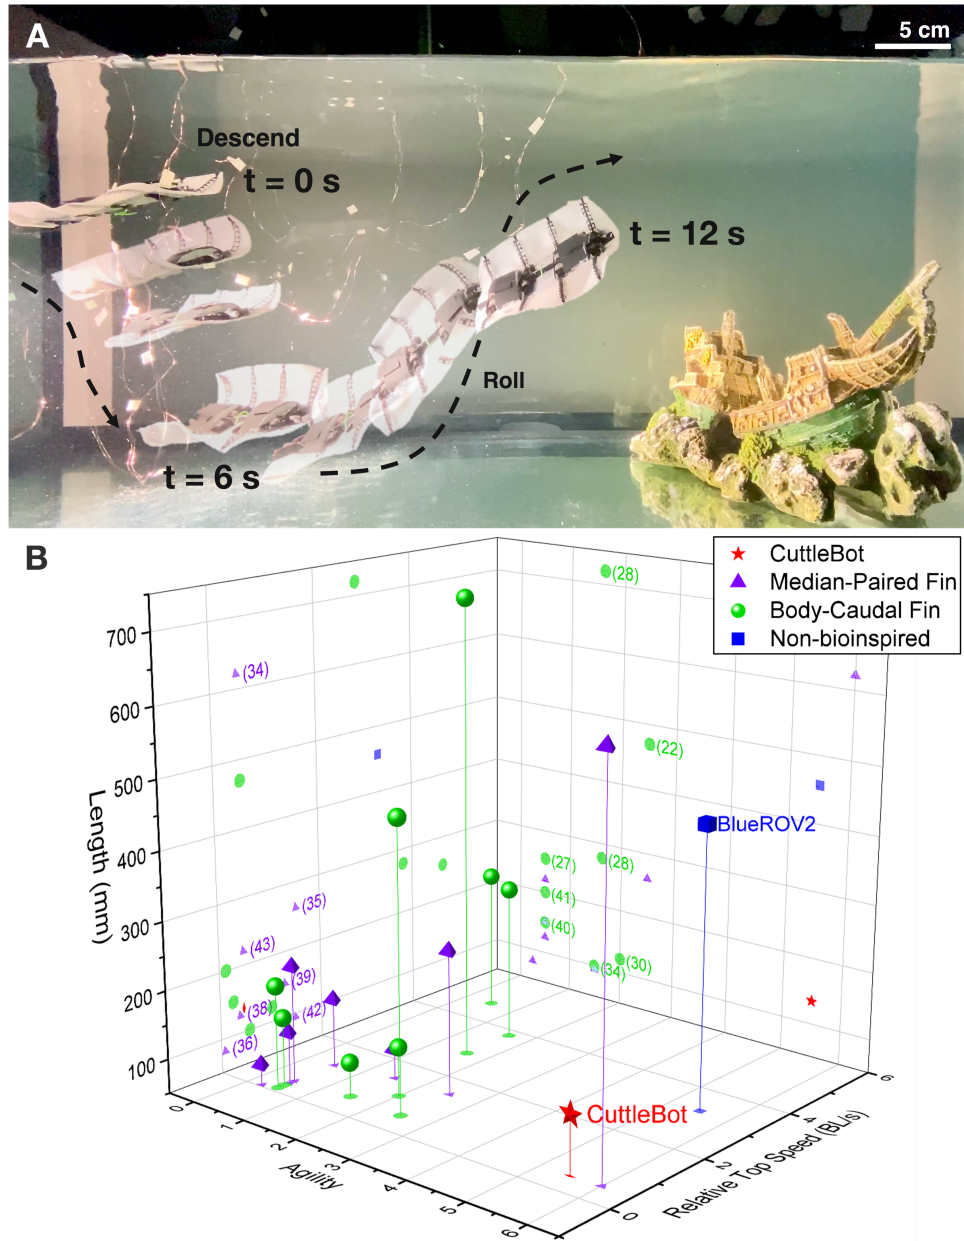 A
5 cm
Descend
t = 0 s
t = 12 s
Roll
t = 6 s
B
CuttleBot
Median-Paired Fin
Body-Caudal Fin
Non-bioinspired
(28)
700
(34)
600
(22)
500
BlueROV2
400
(27)
(28)
(35)
(41)
300
(40)
(43)
(30)
(34)
(39)
200
(38)
(42)
(36)
100
CuttleBot
Length (mm)
0
1
2
3
4
5
6
Agility
0
2
4
6
Relative Top Speed (BL/s)